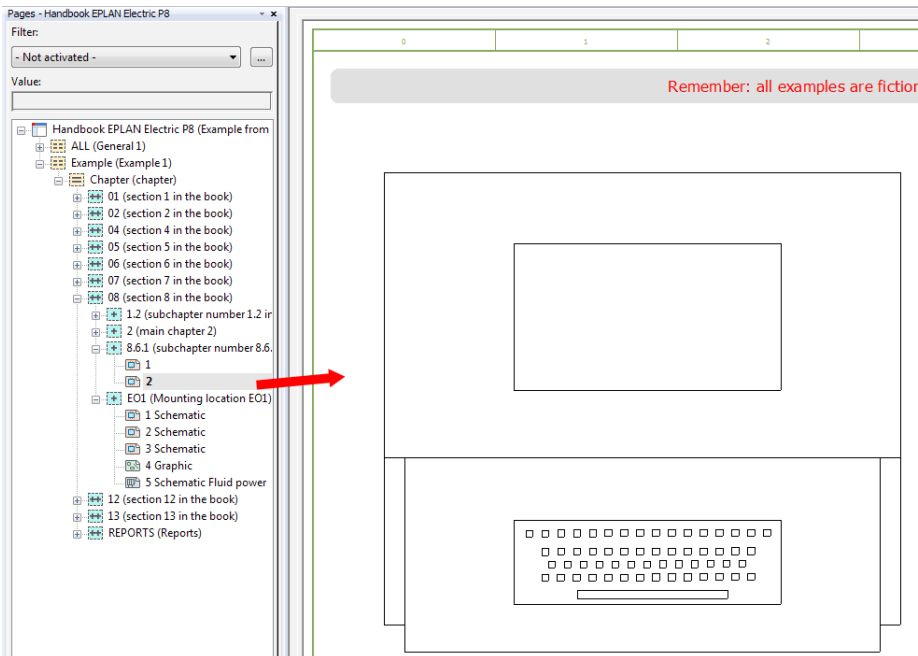 Pages - Handbook EPLAN Electric P8
Filter:
- Not activated -
...
Value:
Handbook EPLAN Electric P8 (Example from
ALL (General 1)
Example (Example 1)
Chapter (chapter)
01 (section 1 in the book)
02 (section 2 in the book)
04 (section 4 in the book)
05 (section 5 in the book)
06 (section 6 in the book)
07 (section 7 in the book)
08 (section 8 in the book)
1.2 (subchapter number 1.2 in
2 (main chapter 2)
8.6.1 (subchapter number 8.6.
1
2
EO1 (Mounting location EO1)
1 Schematic
2 Schematic
3 Schematic
4 Graphic
5 Schematic Fluid power
12 (section 12 in the book)
13 (section 13 in the book)
REPORTS (Reports)
0 1 2
Remember: all examples are fiction